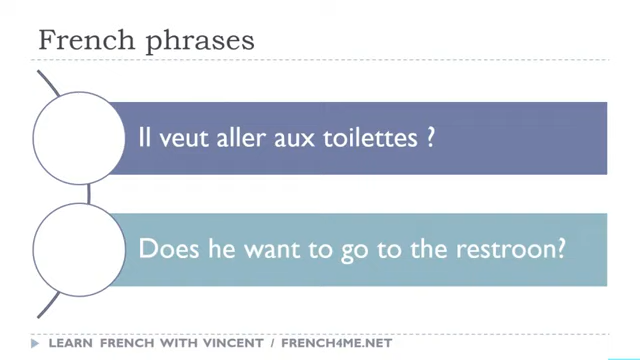 French phrases
Il veut aller aux toilettes ?
Does he want to go to the restroon?
LEARN FRENCH WITH VINCENT / FRENCH4ME.NET